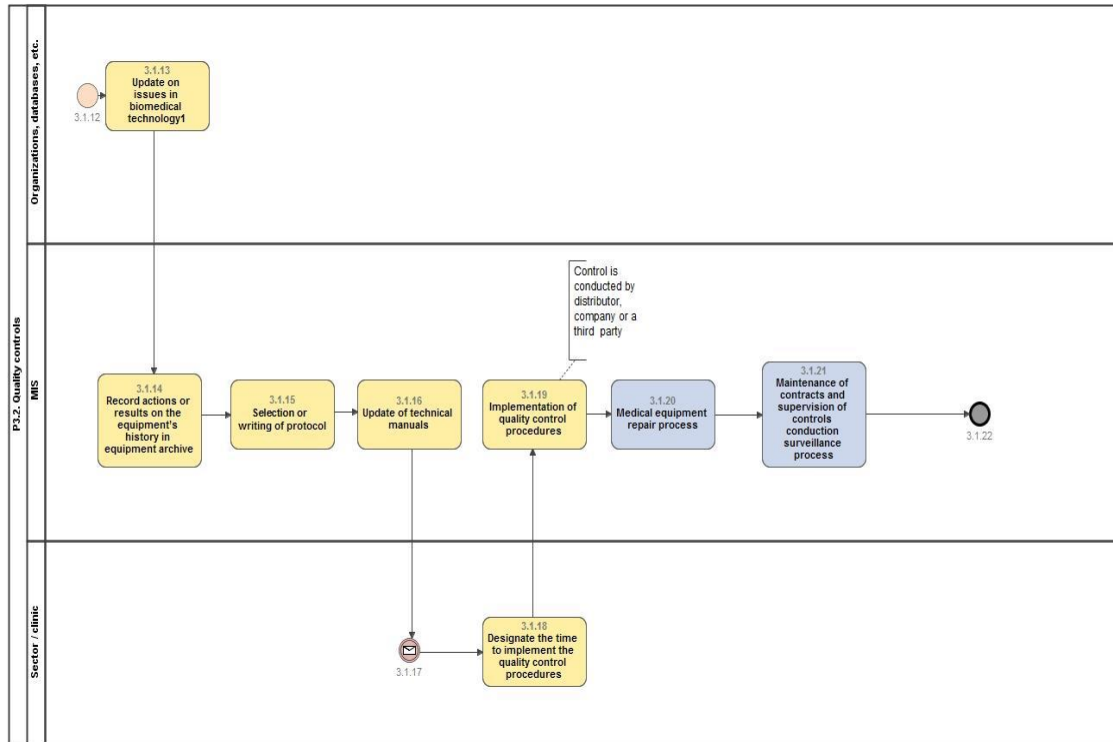 P3.2. Quality controls
Organizations, databases, etc.
3.1.12
3.1.13
Update on
issues in
biomedical
technology1
MIS
3.1.14
Record actions or
results on the
equipment's
history in
equipment archive
3.1.15
Selection or
writing of protocol
3.1.16
Update of technical
manuals
Control is
conducted by
distributor,
company or a
third party
3.1.19
Implementation of
quality control
procedures
3.1.20
Medical equipment
repair process
3.1.21
Maintenance of
contracts and
supervision of
controls
conduction
surveillance
process
3.1.22
Sector / clinic
3.1.17
3.1.18
Designate the time
to implement the
quality control
procedures